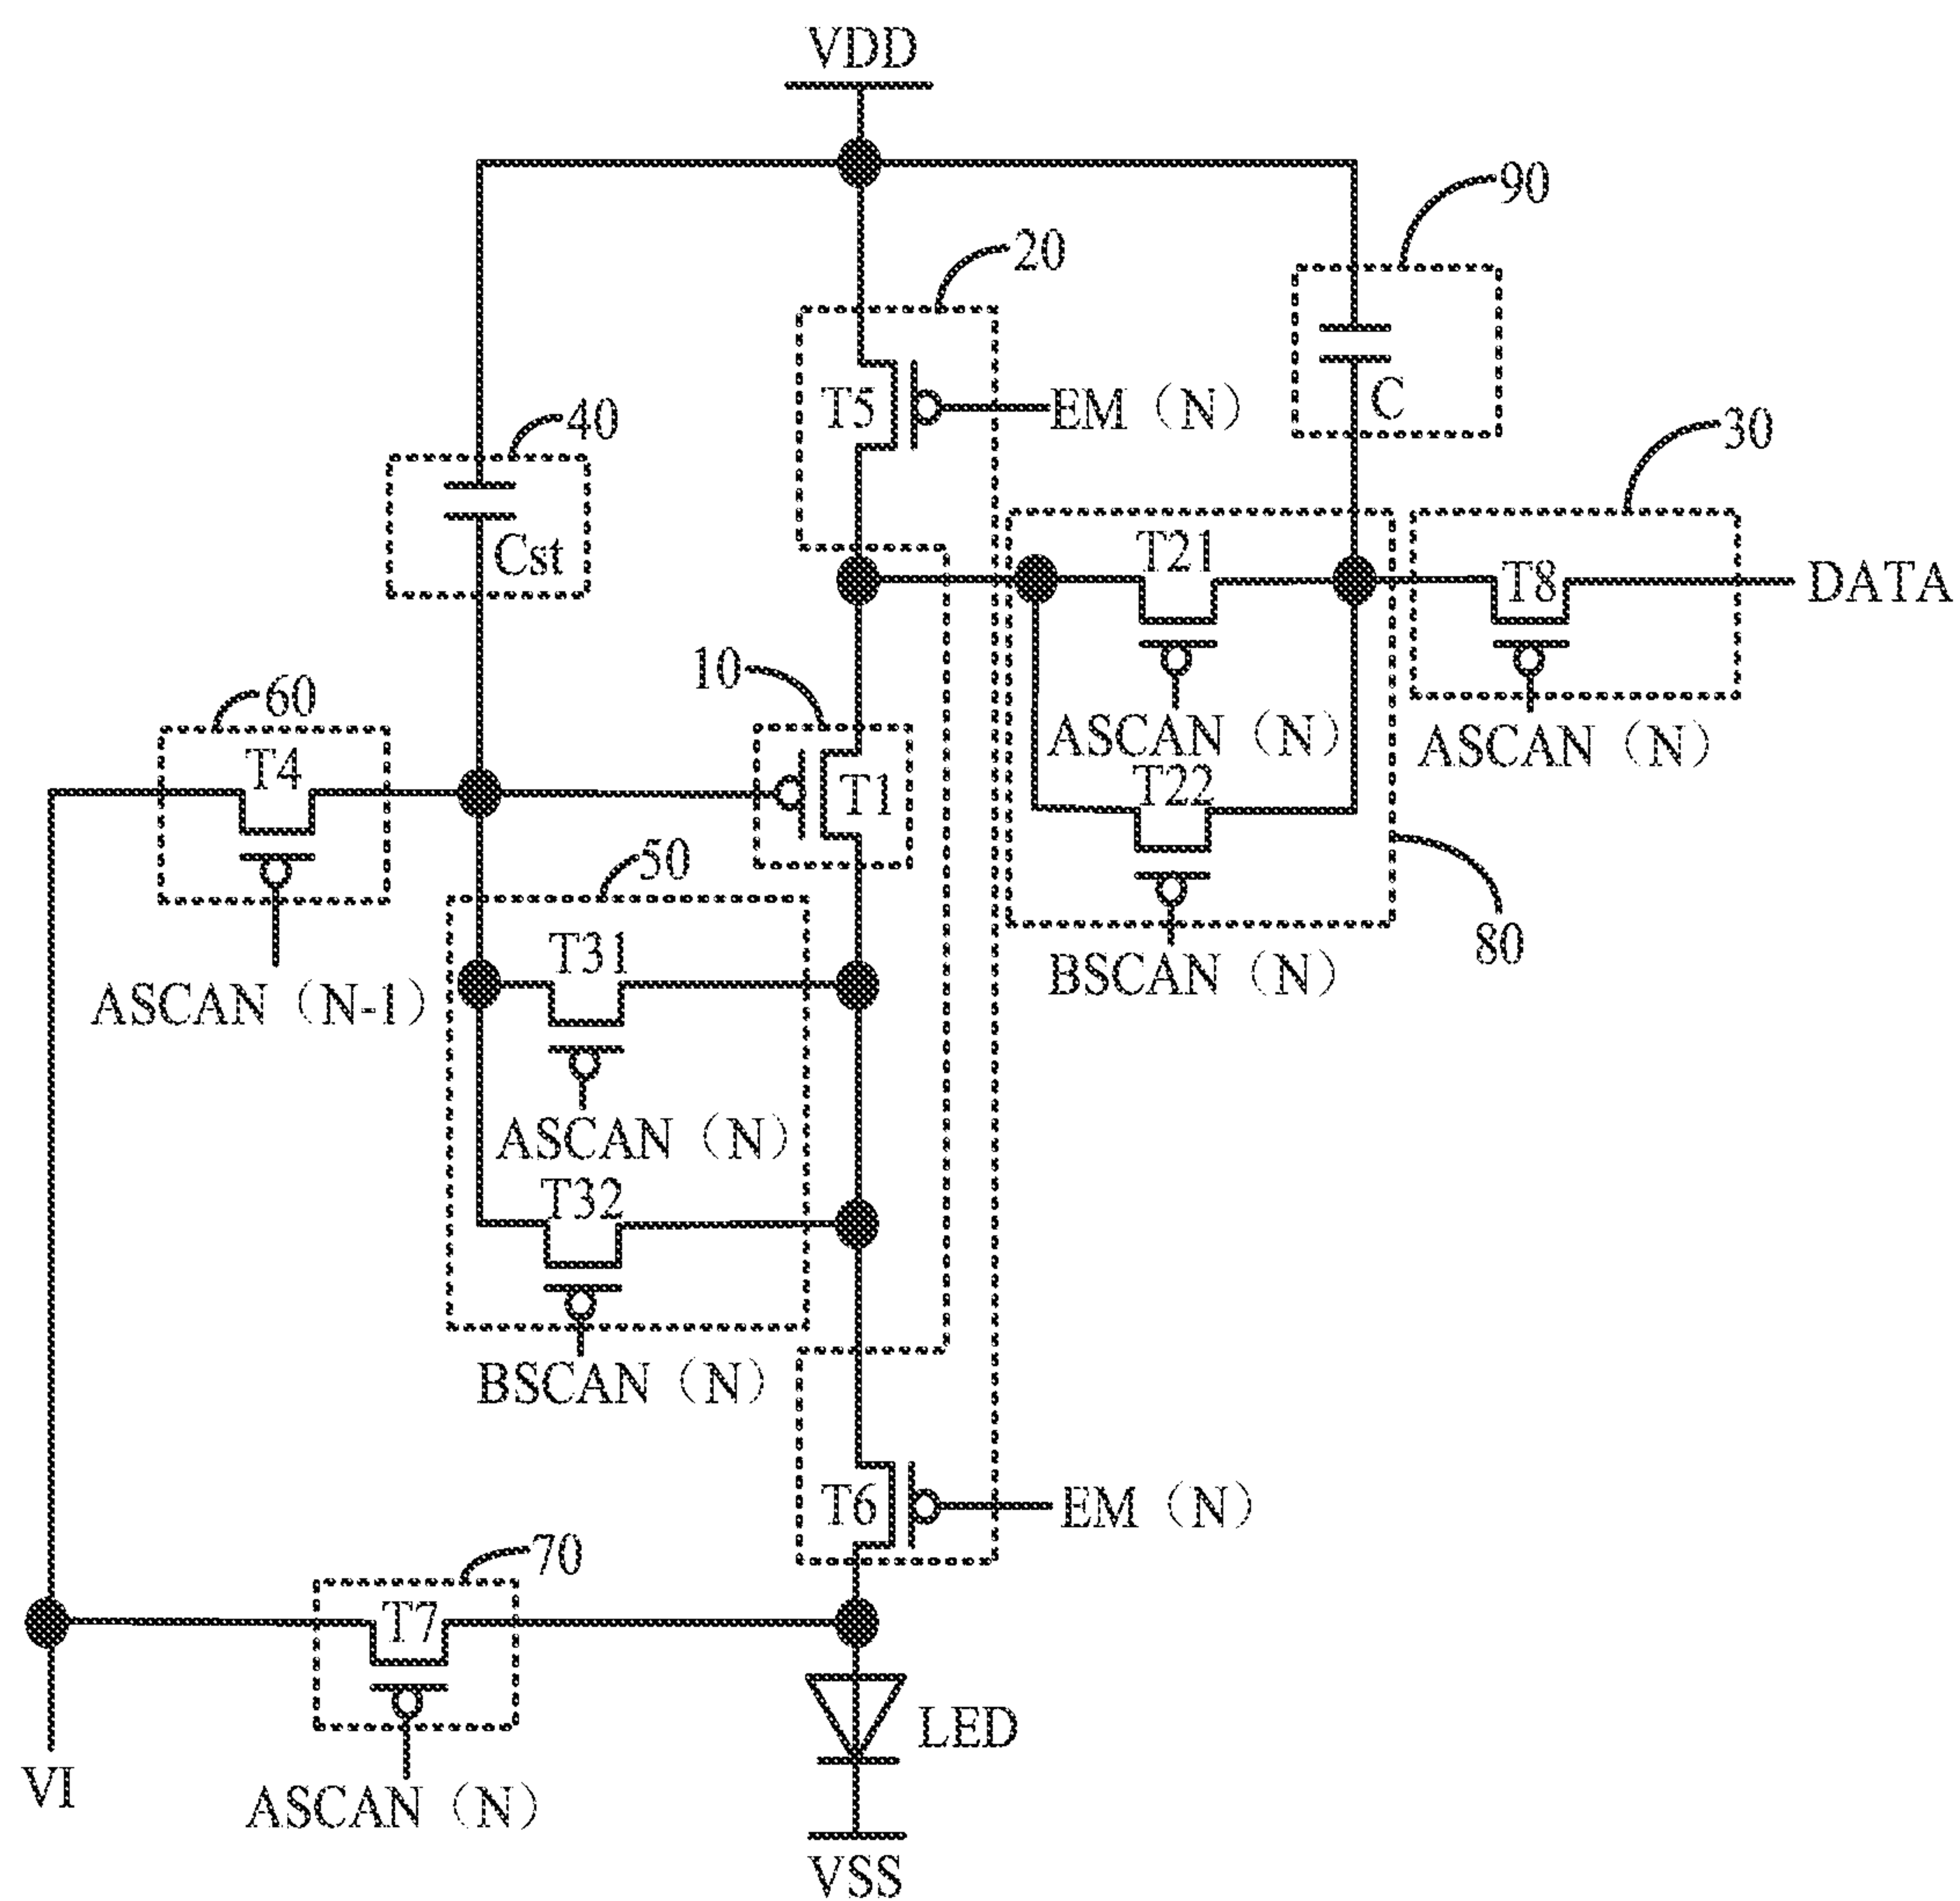 VDD
90
20
T5
EM（N）
C
40
30
Cst
T21
T8
DATA
10
60
ASCAN（N）
ASCAN（N）
T4
T1
T22
50
80
T31
BSCAN（N）
ASCAN（N-1）
ASCAN（N）
T32
BSCAN（N）
T6
EM（N）
70
T7
LED
VI
ASCAN（N）
VSS